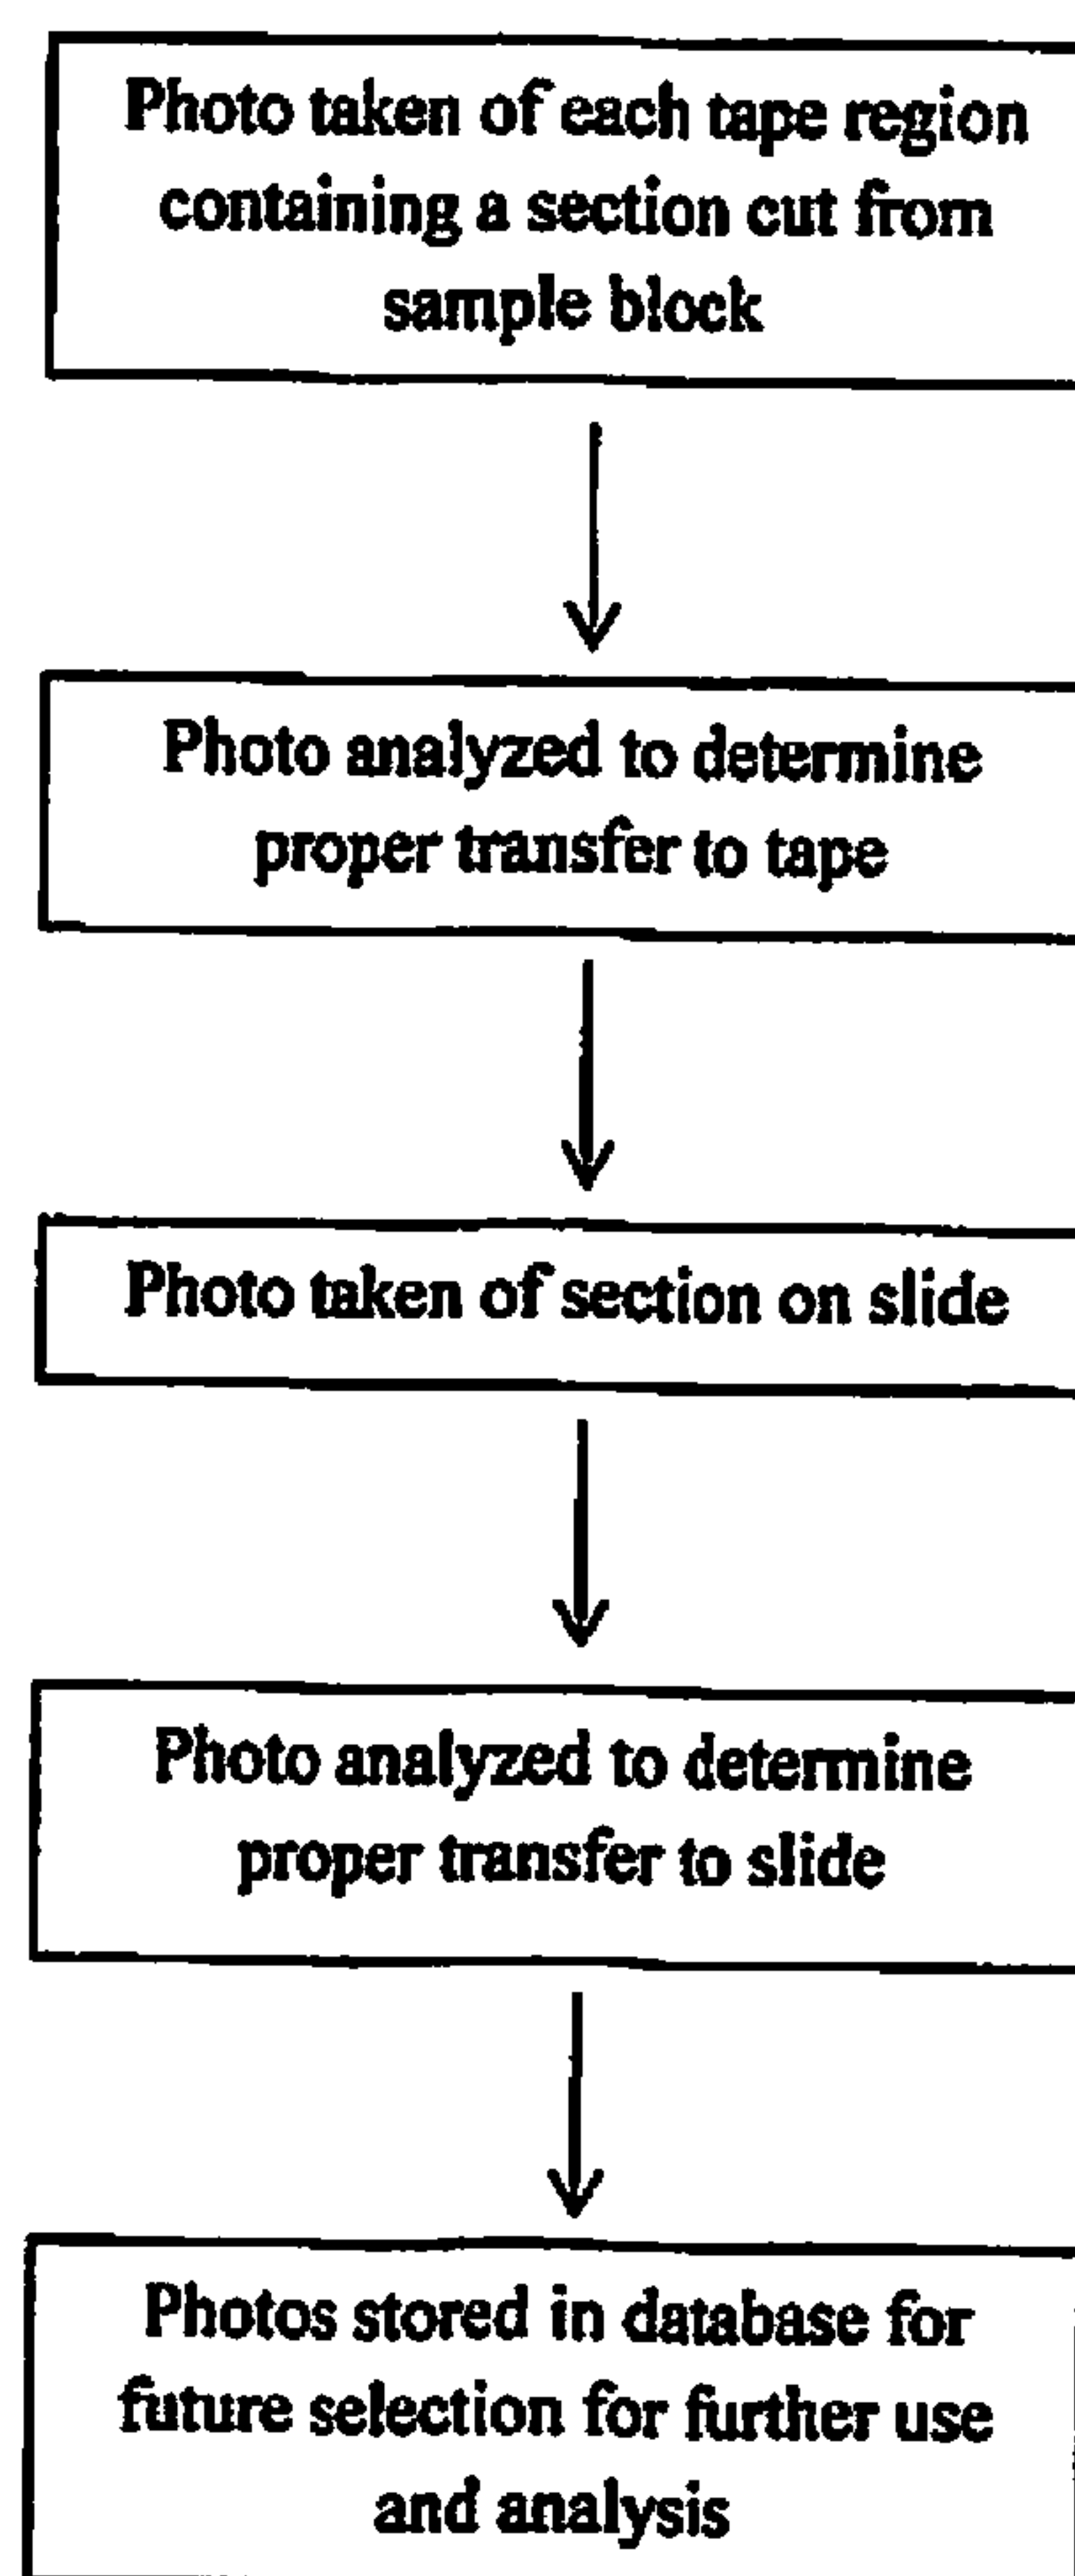 Photo taken of each tape region
containing a section cut from
sample block
Photo analyzed to determine
proper transfer to tape
Photo taken of section on slide
Photo analyzed to determine
proper transfer to slide
Photos stored in database for
future selection for further use
and analysis